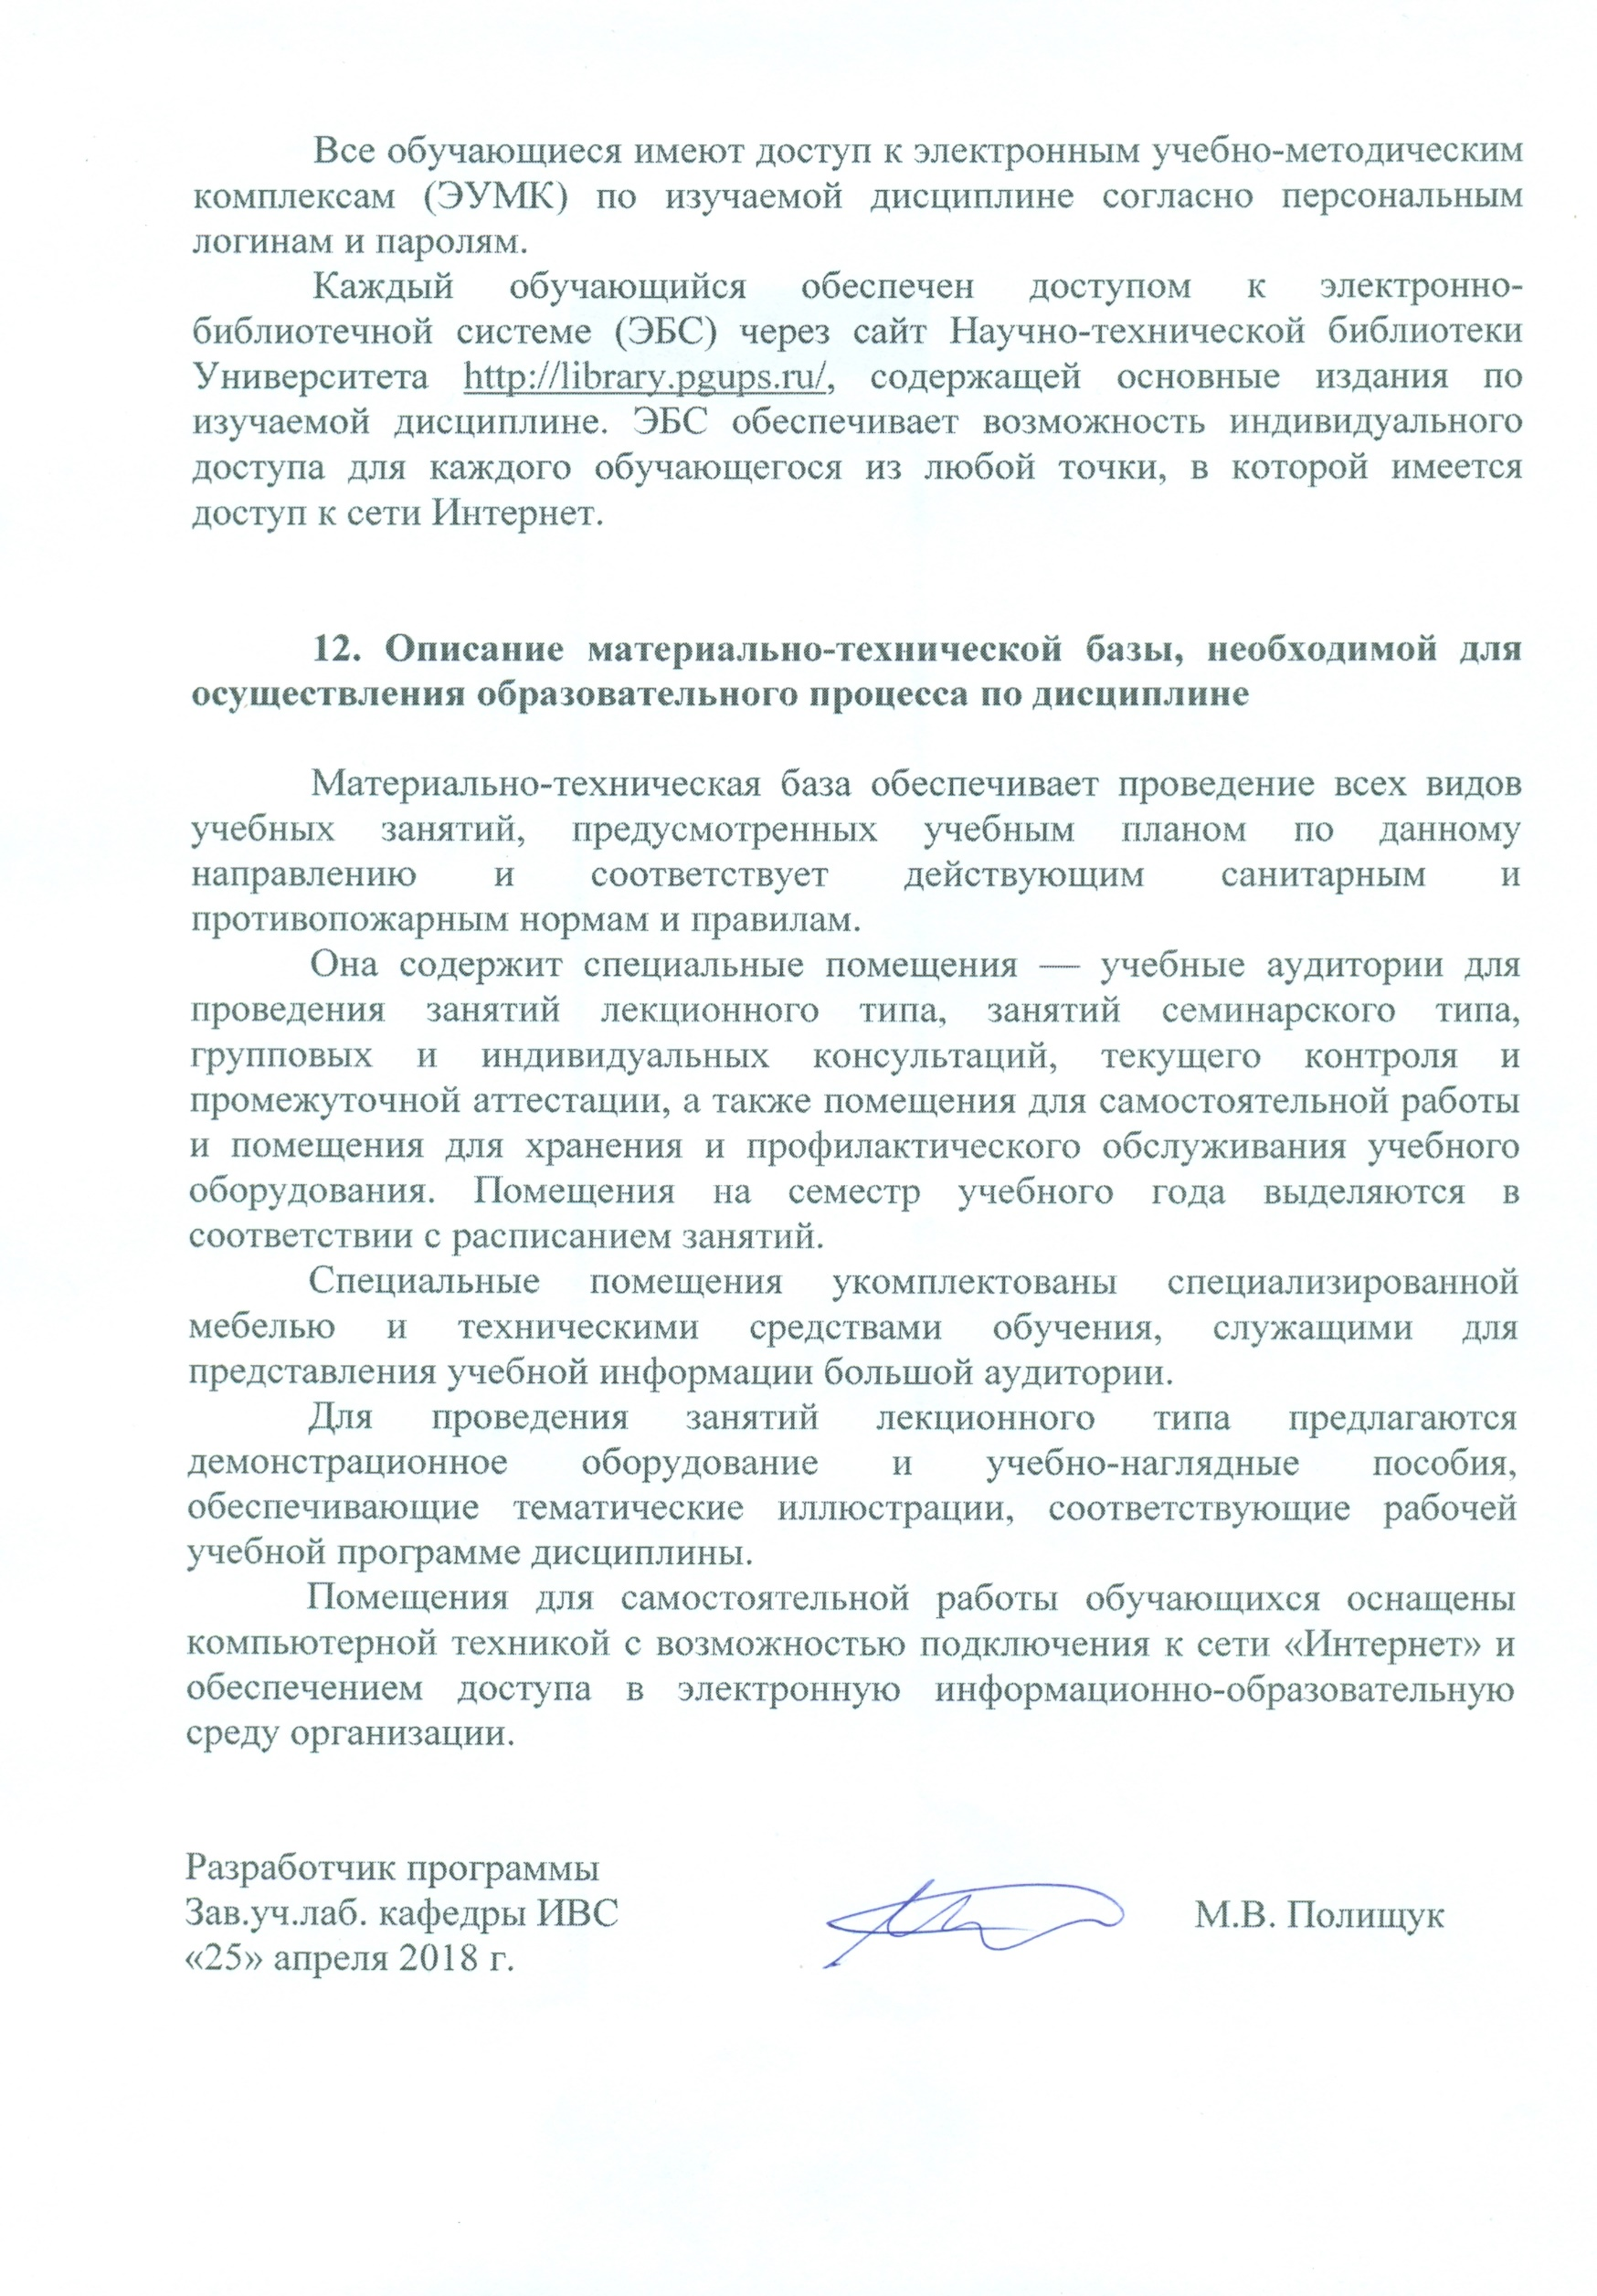 Все обучающиеся имеют доступ к электронным учебно-методическим
комплексам (ЭУМК) по изучаемой дисциплине согласно персональным
логинам и паролям.
Каждый обучающийся обеспечен доступом к электронно-
библиотечной системе (ЭБС) через сайт Научно-технической библиотеки
Университета http://library.pgups.ru/, содержащей основные издания по
изучаемой дисциплине. ЭБС обеспечивает возможность индивидуального
доступа для каждого обучающегося из любой точки, в которой имеется
доступ к сети Интернет.
12. Описание материально-технической базы, необходимой для
осуществления образовательного процесса по дисциплине
Материально-техническая база обеспечивает проведение всех видов
учебных занятий, предусмотренных учебным планом по данному
направлению и соответствует действующим санитарным и
противопожарным нормам и правилам.
Она содержит специальные помещения — учебные аудитории для
проведения занятий лекционного типа, занятий семинарского типа,
групповых и индивидуальных консультаций, текущего контроля и
промежуточной аттестации, а также помещения для самостоятельной работы
и помещения для хранения и профилактического обслуживания учебного
оборудования. Помещения на семестр учебного года выделяются в
соответствии с расписанием занятий.
Специальные помещения укомплектованы специализированной
мебелью и техническими средствами обучения, служащими для
представления учебной информации большой аудитории.
Для проведения занятий лекционного типа предлагаются
демонстрационное оборудование и учебно-наглядные пособия,
обеспечивающие тематические иллюстрации, соответствующие рабочей
учебной программе дисциплины.
Помещения для самостоятельной работы обучающихся оснащены
компьютерной техникой с возможностью подключения к сети «Интернет» и
обеспечением доступа в электронную информационно-образовательную
среду организации.
Разработчик программы
Зав.уч.лаб. кафедры ИВС М.В. Полищук
«25» апреля 2018 г.